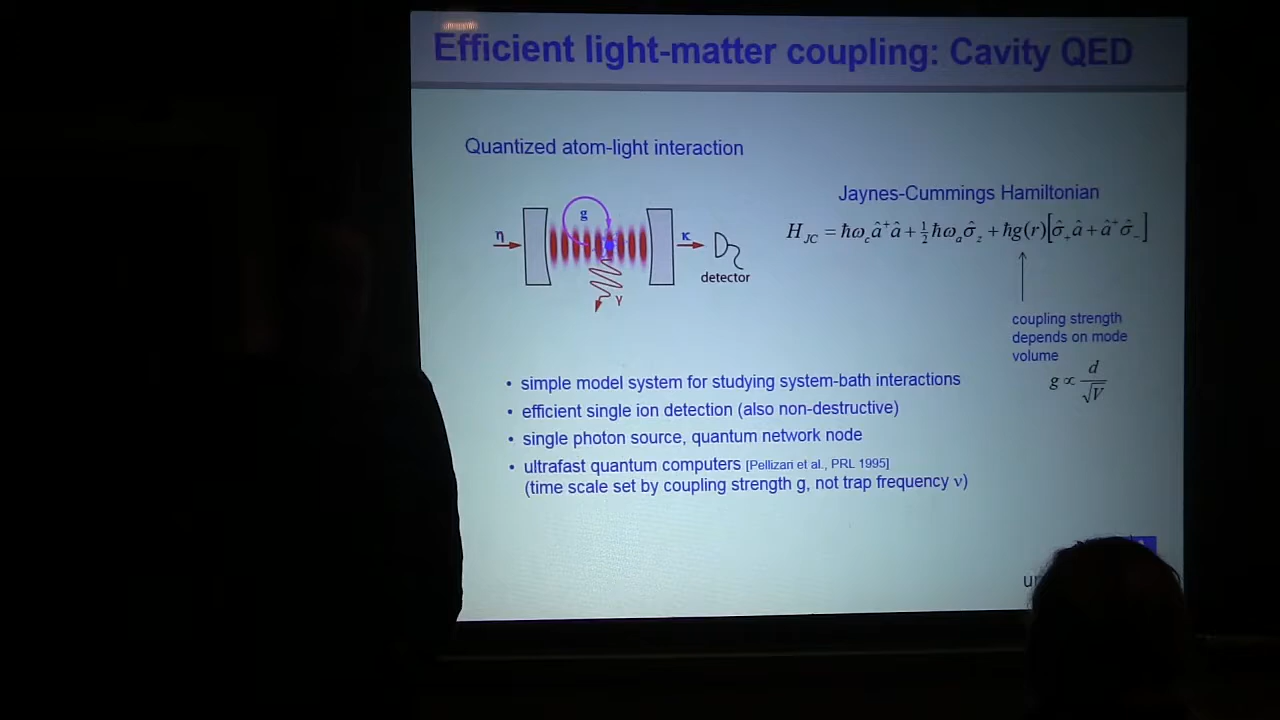 Efficient light-matter coupling: Cavity QED
Quantized atom-light interaction
Jaynes-Cummings Hamiltonian
H_JC = ħω_c â⁺â + ½ħω_a σ̂_z + ħg(r)[σ̂₊â + â⁺σ̂₋]
g
η
κ
γ
detector
coupling strength
depends on mode
volume
g ∝ d/√V
• simple model system for studying system-bath interactions
• efficient single ion detection (also non-destructive)
• single photon source, quantum network node
• ultrafast quantum computers [Pellizari et al., PRL 1995]
(time scale set by coupling strength g, not trap frequency ν)